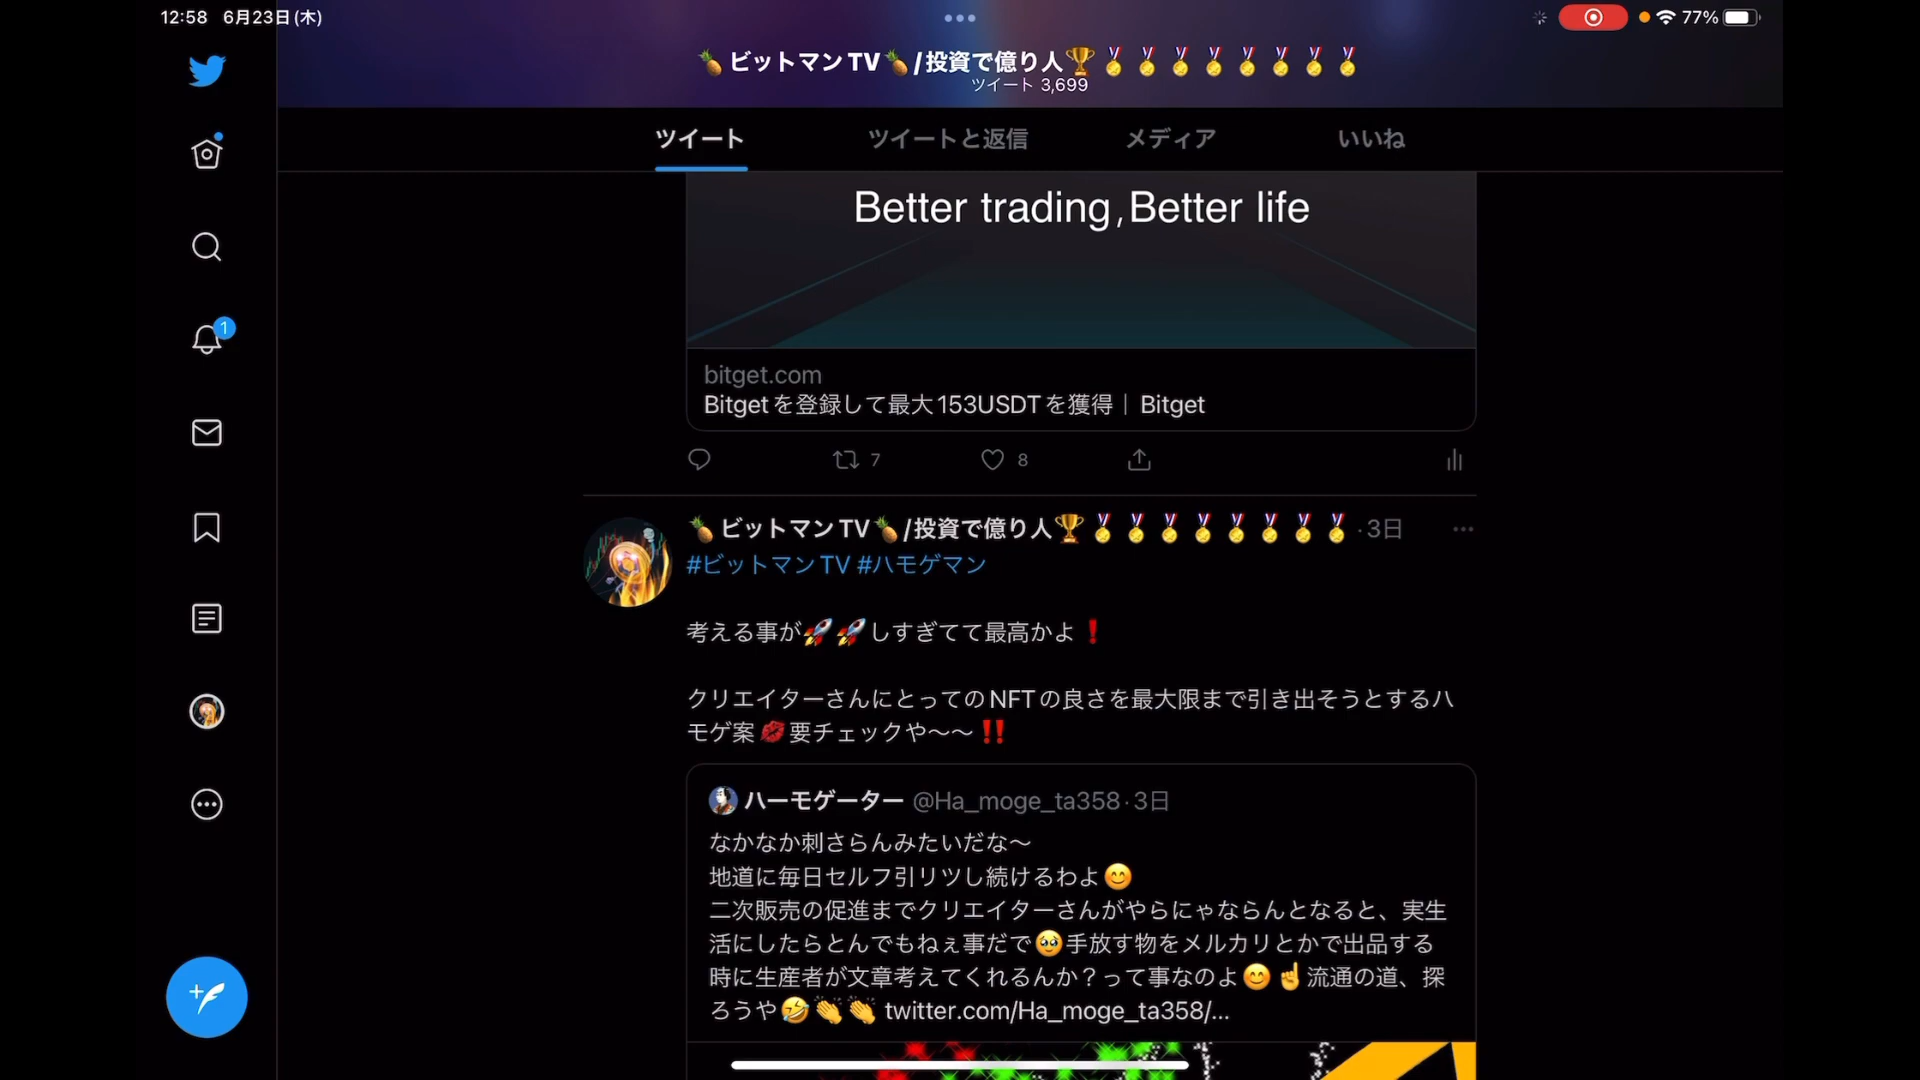 12:58 6月23日(木)
77%
🍍ビットマンTV🍍/投資で億り人🏆🏅🏅🏅🏅🏅🏅🏅🏅
ツイート 3,699
ツイート ツイートと返信 メディア いいね
Better trading,Better life
bitget.com
Bitgetを登録して最大153USDTを獲得｜Bitget
7 8
1
🍍ビットマンTV🍍/投資で億り人🏆🏅🏅🏅🏅🏅🏅🏅🏅·3日
#ビットマンTV #ハモゲマン
考える事が🚀🚀しすぎてて最高かよ❗
クリエイターさんにとってのNFTの良さを最大限まで引き出そうとするハ
モゲ案💋要チェックや〜〜‼️
ハーモゲーター @Ha_moge_ta358·3日
なかなか刺さらんみたいだな〜
地道に毎日セルフ引リツし続けるわよ😊
二次販売の促進までクリエイターさんがやらにゃならんとなると、実生
活にしたらとんでもねぇ事だで🥹手放す物をメルカリとかで出品する
時に生産者が文章考えてくれるんか？って事なのよ😊☝️流通の道、探
ろうや🤣👏👏 twitter.com/Ha_moge_ta358/...